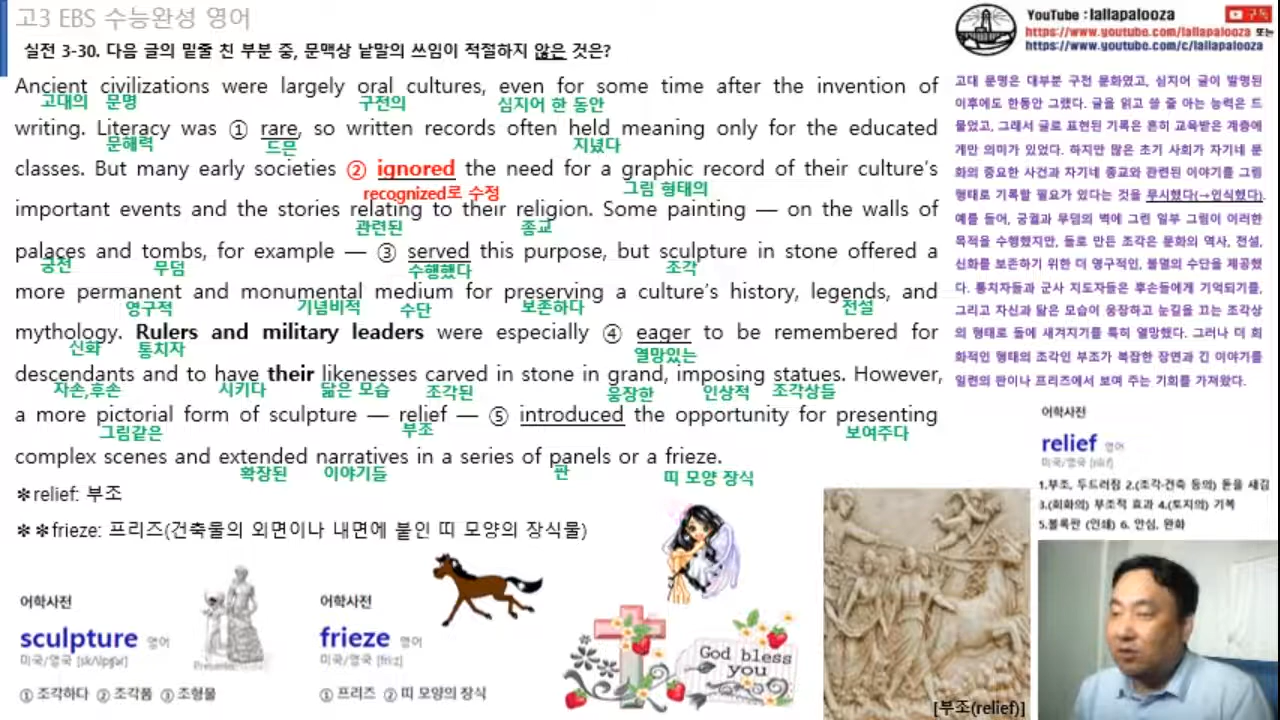 고3 EBS 수능완성 영어
실전 3-30. 다음 글의 밑줄 친 부분 중, 문맥상 낱말의 쓰임이 적절하지 않은 것은?
YouTube : lallapalooza
구독
https://www.youtube.com/lallapalooza 또는
https://www.youtube.com/c/lallapalooza
Ancient civilizations were largely oral cultures, even for some time after the invention of
고대의 문명 구전의 심지어 한 동안
writing. Literacy was ① rare, so written records often held meaning only for the educated
문해력 드믄 지녔다
classes. But many early societies ② ignored the need for a graphic record of their culture's
recognized로 수정 그림 형태의
important events and the stories relating to their religion. Some painting — on the walls of
관련된 종교
palaces and tombs, for example — ③ served this purpose, but sculpture in stone offered a
궁전 무덤 수행했다 조각
more permanent and monumental medium for preserving a culture's history, legends, and
영구적 기념비적 수단 보존하다 전설
mythology. Rulers and military leaders were especially ④ eager to be remembered for
신화 통치자 열망있는
descendants and to have their likenesses carved in stone in grand, imposing statues. However,
자손,후손 시키다 닮은 모습 조각된 웅장한 인상적 조각상들
a more pictorial form of sculpture — relief — ⑤ introduced the opportunity for presenting
그림같은 부조 보여주다
complex scenes and extended narratives in a series of panels or a frieze.
확장된 이야기들 판 띠 모양 장식
∗relief: 부조
∗∗frieze: 프리즈(건축물의 외면이나 내면에 붙인 띠 모양의 장식물)
고대 문명은 대부분 구전 문화였고, 심지어 글이 발명된
이후에도 한동안 그랬다. 글을 읽고 쓸 줄 아는 능력은 드
물었고, 그래서 글로 표현된 기록은 흔히 교육받은 계층에
게만 의미가 있었다. 하지만 많은 초기 사회가 자기네 문
화의 중요한 사건과 자기네 종교와 관련된 이야기를 그림
형태로 기록할 필요가 있다는 것을 무시했다(→인식했다).
예를 들어, 궁궐과 무덤의 벽에 그린 일부 그림이 이러한
목적을 수행했지만, 돌로 만든 조각은 문화의 역사, 전설,
신화를 보존하기 위한 더 영구적인, 불멸의 수단을 제공했
다. 통치자들과 군사 지도자들은 후손들에게 기억되기를,
그리고 자신과 닮은 모습이 웅장하고 눈길을 끄는 조각상
의 형태로 돌에 새겨지기를 특히 열망했다. 그러나 더 회
화적인 형태의 조각인 부조가 복잡한 장면과 긴 이야기를
일련의 판이나 프리즈에서 보여 주는 기회를 가져왔다.
어학사전
relief 영어
미국/영국
1.부조, 두드러짐 2.(조각·건축 등의) 돋을 새김
3.(회화의) 부조적 효과 4.(토지의) 기복
5.볼록판 (인쇄) 6. 안심, 완화
어학사전
sculpture 영어
미국/영국
① 조각하다 ② 조각품 ③ 조형물
어학사전
frieze 영어
미국/영국 [fri:z]
① 프리즈 ② 띠 모양의 장식
God bless
you
[부조(relief)]